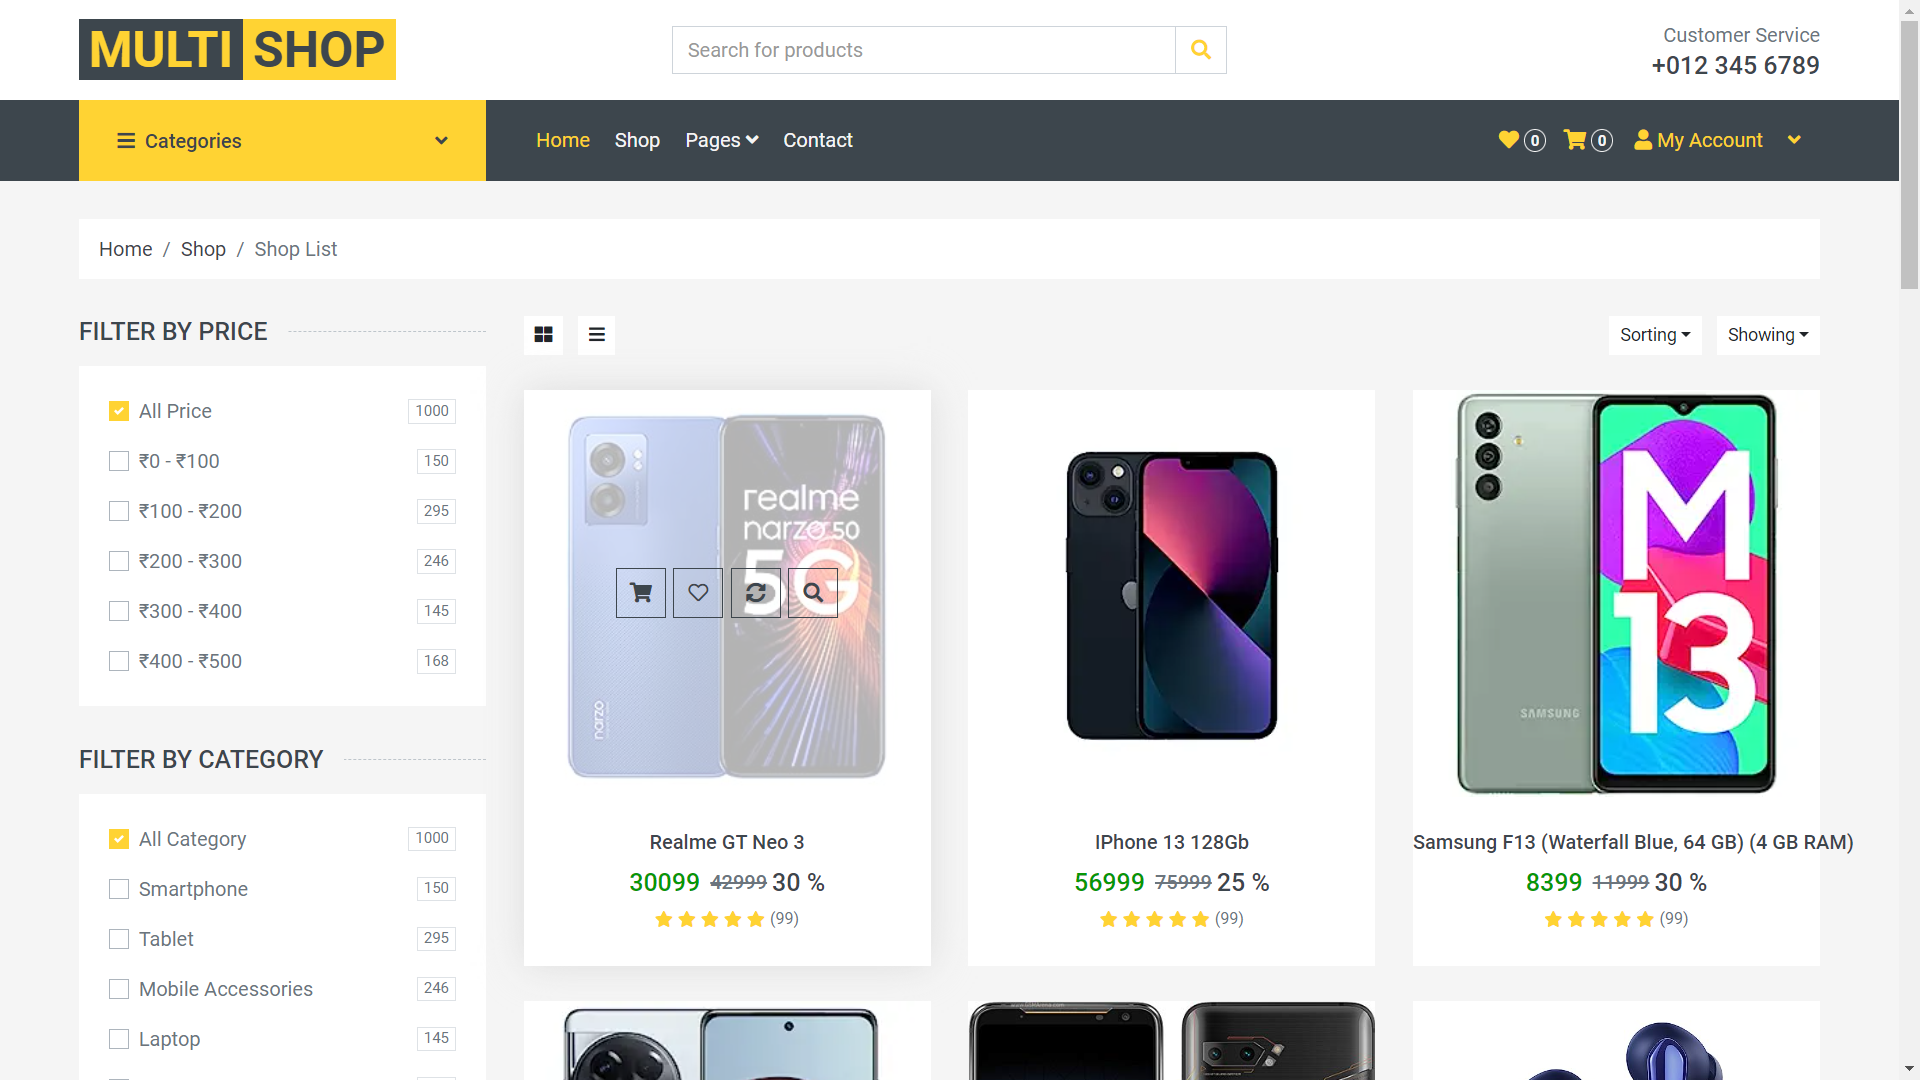 MULTI SHOP
Search for products
Customer Service
+012 345 6789
Categories
Home
Shop
Pages
Contact
0
0
My Account
Home / Shop / Shop List
FILTER BY PRICE
Sorting
Showing
All Price 1000
₹0 - ₹100 150
₹100 - ₹200 295
₹200 - ₹300 246
₹300 - ₹400 145
₹400 - ₹500 168
FILTER BY CATEGORY
All Category 1000
Smartphone 150
Tablet 295
Mobile Accessories 246
Laptop 145
realme
narzo 50
5G
narzo
Realme GT Neo 3
30099 42999 30 %
(99)
IPhone 13 128Gb
56999 75999 25 %
(99)
M
13
SAMSUNG
Samsung F13 (Waterfall Blue, 64 GB) (4 GB RAM)
8399 11999 30 %
(99)